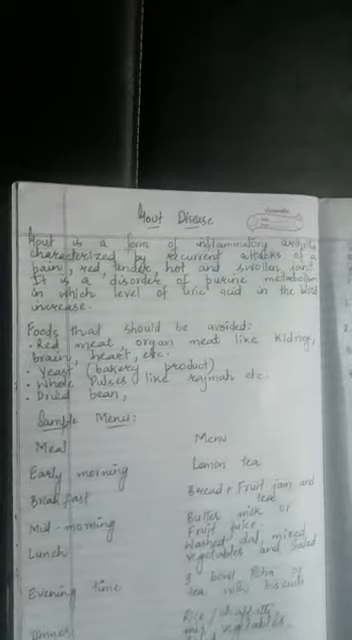 Gout Disease
Gout is a form of inflammatory arthritis
characterized by recurrent attacks of a
pain, red, tender, hot and swollen joint.
It is a disorder of purine metabolism
in which level of uric acid in the blood
increase.
Foods that should be avoided:
• Red meat, organ meat like kidney,
brain, heart, etc.
• Yeast (bakery product)
• Whole Pulses like rajmah etc.
• Dried bean,
Sample Menu:
Meal Menu
Early morning Lemon tea
Breakfast Bread + Fruit jam and
tea
Mid-morning Butter milk or
Fruit juice
Lunch Washed dal, mixed
vegetables and Salad
Evening time 3 bowl Poha or
tea with biscuits
Dinner Rice / chapatti
mix vegetables